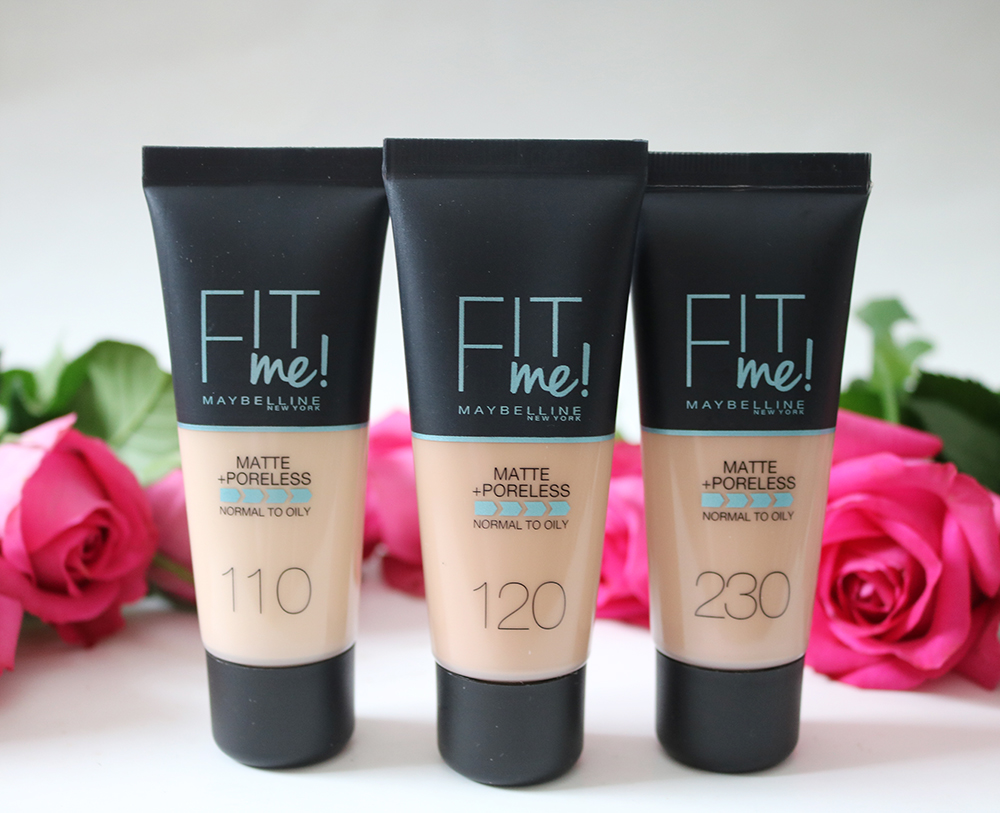 FIT
me!
MAYBELLINE
NEW YORK
MATTE
+PORELESS
NORMAL TO OILY
110
FIT
me!
MAYBELLINE
NEW YORK
MATTE
+PORELESS
NORMAL TO OILY
120
FIT
me!
MAYBELLINE
NEW YORK
MATTE
+PORELESS
NORMAL TO OILY
230